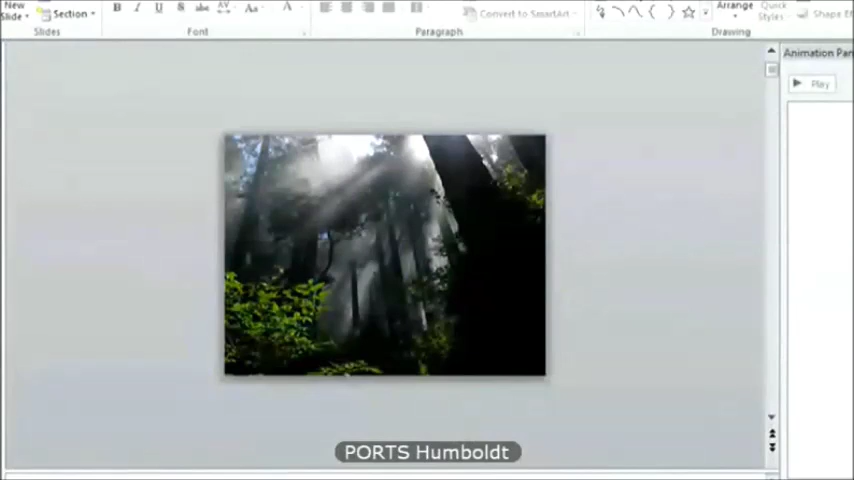 New
Slide
Section
B I U S abc AV Aa A
Convert to SmartArt
Arrange
Quick
Styles
Shape E
Slides
Font
Paragraph
Drawing
Animation Pan
Play
PORTS Humboldt